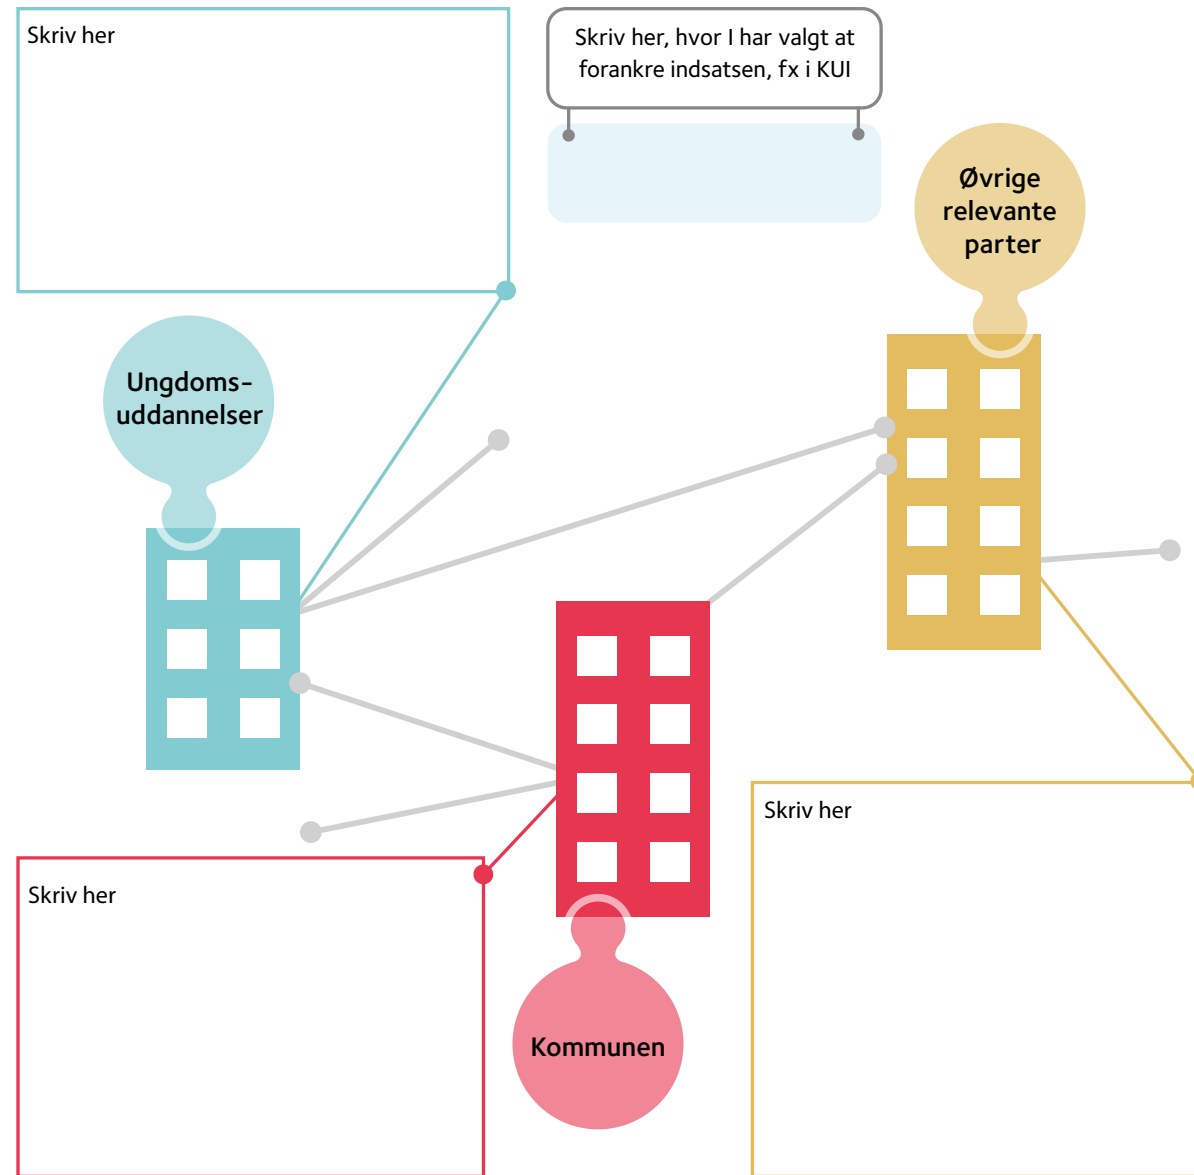 Skriv her
Skriv her, hvor I har valgt at
forankre indsatsen, fx i KUI
Øvrige
relevante
parter
Ungdoms-
uddannelser
Skriv her
Skriv her
Kommunen